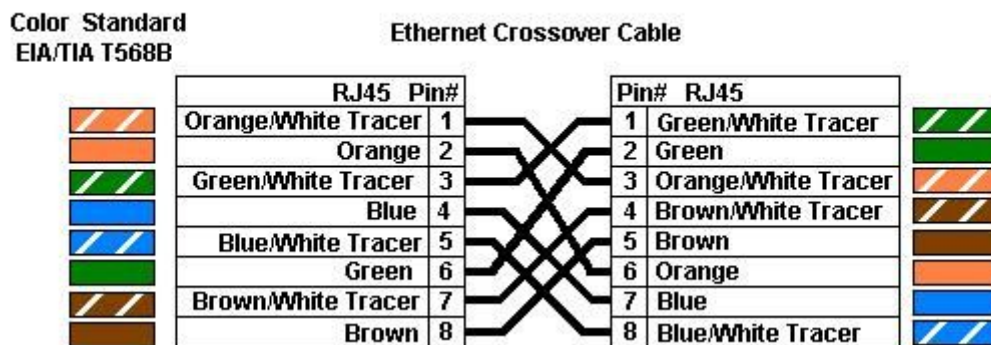 Color Standard
EIA/TIA T568B
Ethernet Crossover Cable
RJ45 Pin#
Pin# RJ45
Orange/White Tracer 1
1 Green/White Tracer
Orange 2
2 Green
Green/White Tracer 3
3 Orange/White Tracer
Blue 4
4 Brown/White Tracer
Blue/White Tracer 5
5 Brown
Green 6
6 Orange
Brown/White Tracer 7
7 Blue
Brown 8
8 Blue/White Tracer